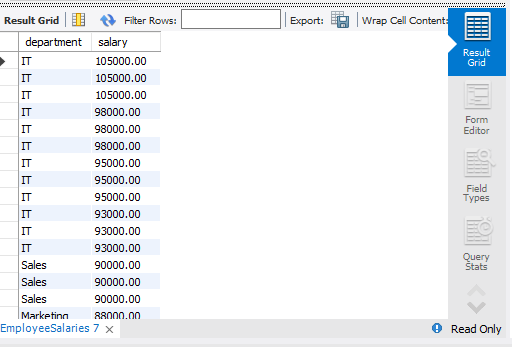 Result Grid Filter Rows: Export: Wrap Cell Content:
department salary
IT 105000.00
IT 105000.00
IT 105000.00
IT 98000.00
IT 98000.00
IT 98000.00
IT 95000.00
IT 95000.00
IT 95000.00
IT 93000.00
IT 93000.00
IT 93000.00
Sales 90000.00
Sales 90000.00
Sales 90000.00
Marketing 88000.00
Result
Grid
Form
Editor
Field
Types
Query
Stats
EmployeeSalaries 7
Read Only